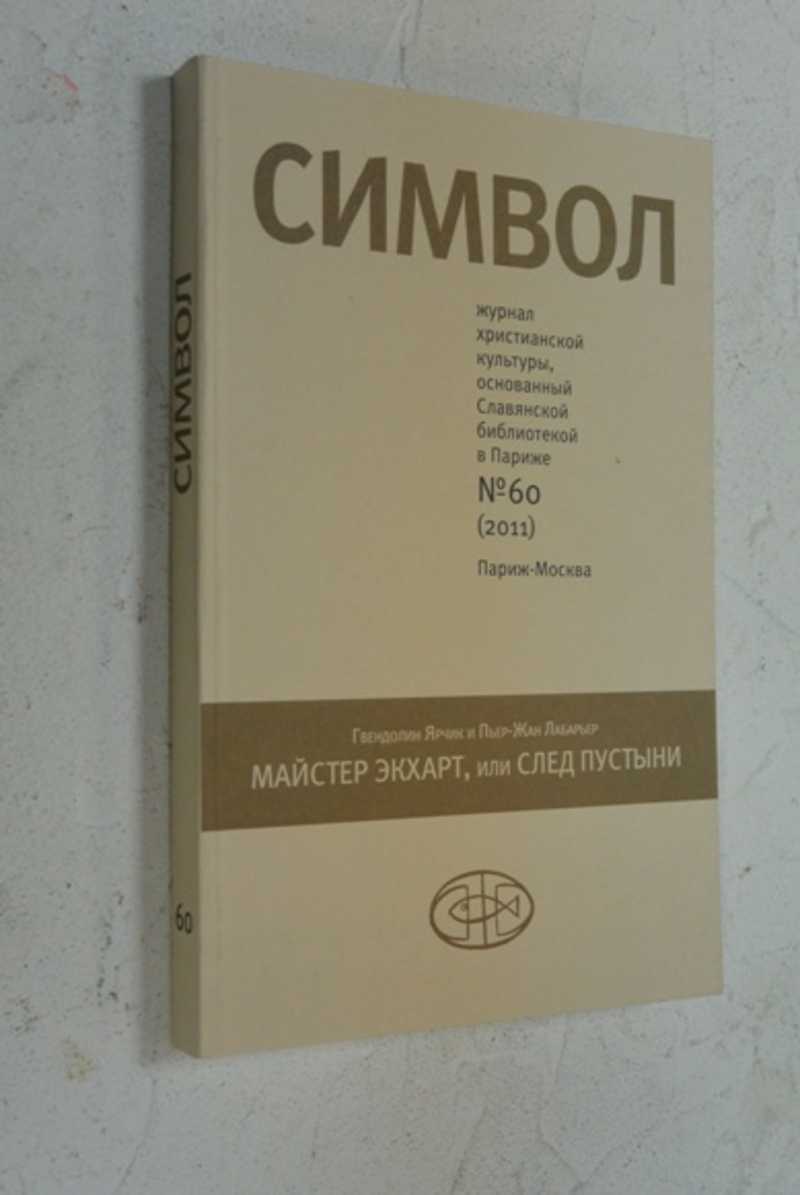 СИМВОЛ
журнал
христианской
культуры,
основанный
Славянской
библиотекой
в Париже
№60
(2011)
Париж-Москва
Гвендолин Ярчик и Пьер-Жан Лабарьер
МАЙСТЕР ЭКХАРТ, или СЛЕД ПУСТЫНИ
СИМВОЛ
60